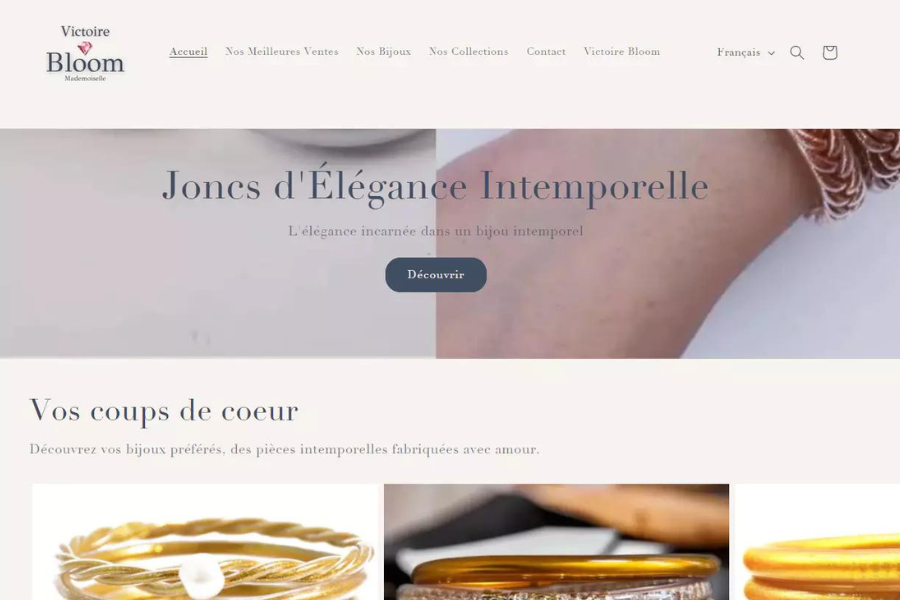 Victoire
Bloom
Mademoiselle
Accueil
Nos Meilleures Ventes
Nos Bijoux
Nos Collections
Contact
Victoire Bloom
Français
Joncs d'Élégance Intemporelle
L'élégance incarnée dans un bijou intemporel
Découvrir
Vos coups de coeur
Découvrez vos bijoux préférés, des pièces intemporelles fabriquées avec amour.